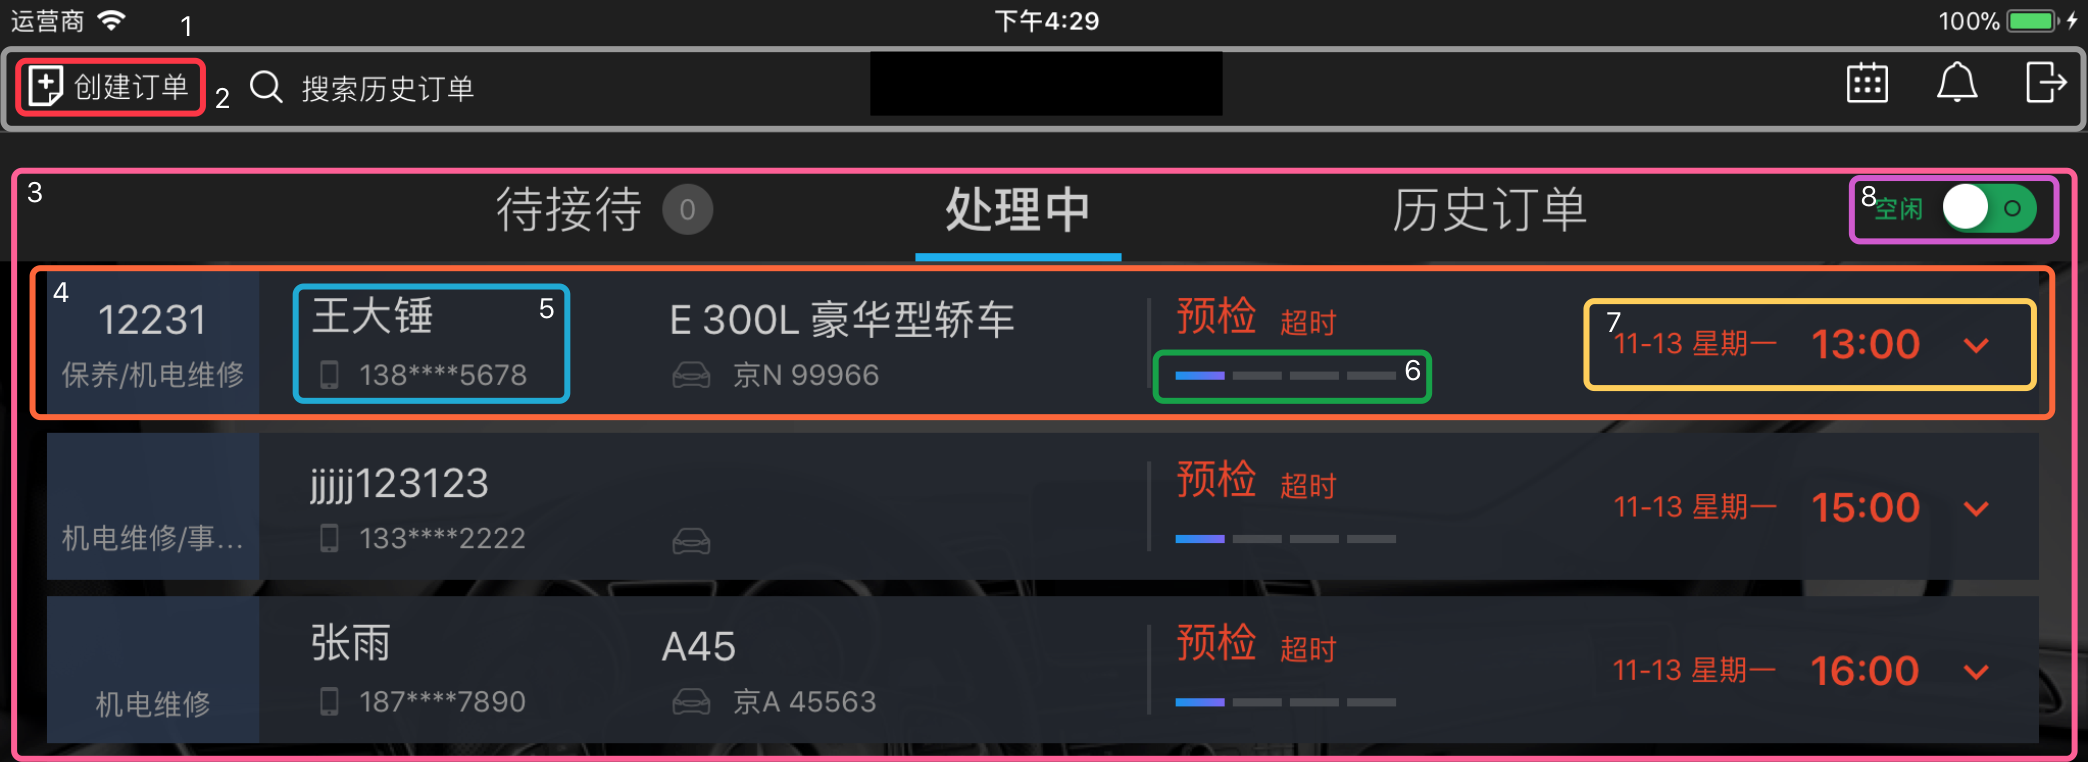 运营商
1
下午4:29
100%
创建订单
2
搜索历史订单
3
待接待 0
处理中
历史订单
8
空闲
4
12231
保养/机电维修
王大锤
5
138****5678
E 300L 豪华型轿车
京N 99966
预检 超时
6
7
11-13 星期一 13:00
jjjjj123123
机电维修/事...
133****2222
预检 超时
11-13 星期一 15:00
张雨
机电维修
187****7890
A45
京A 45563
预检 超时
11-13 星期一 16:00